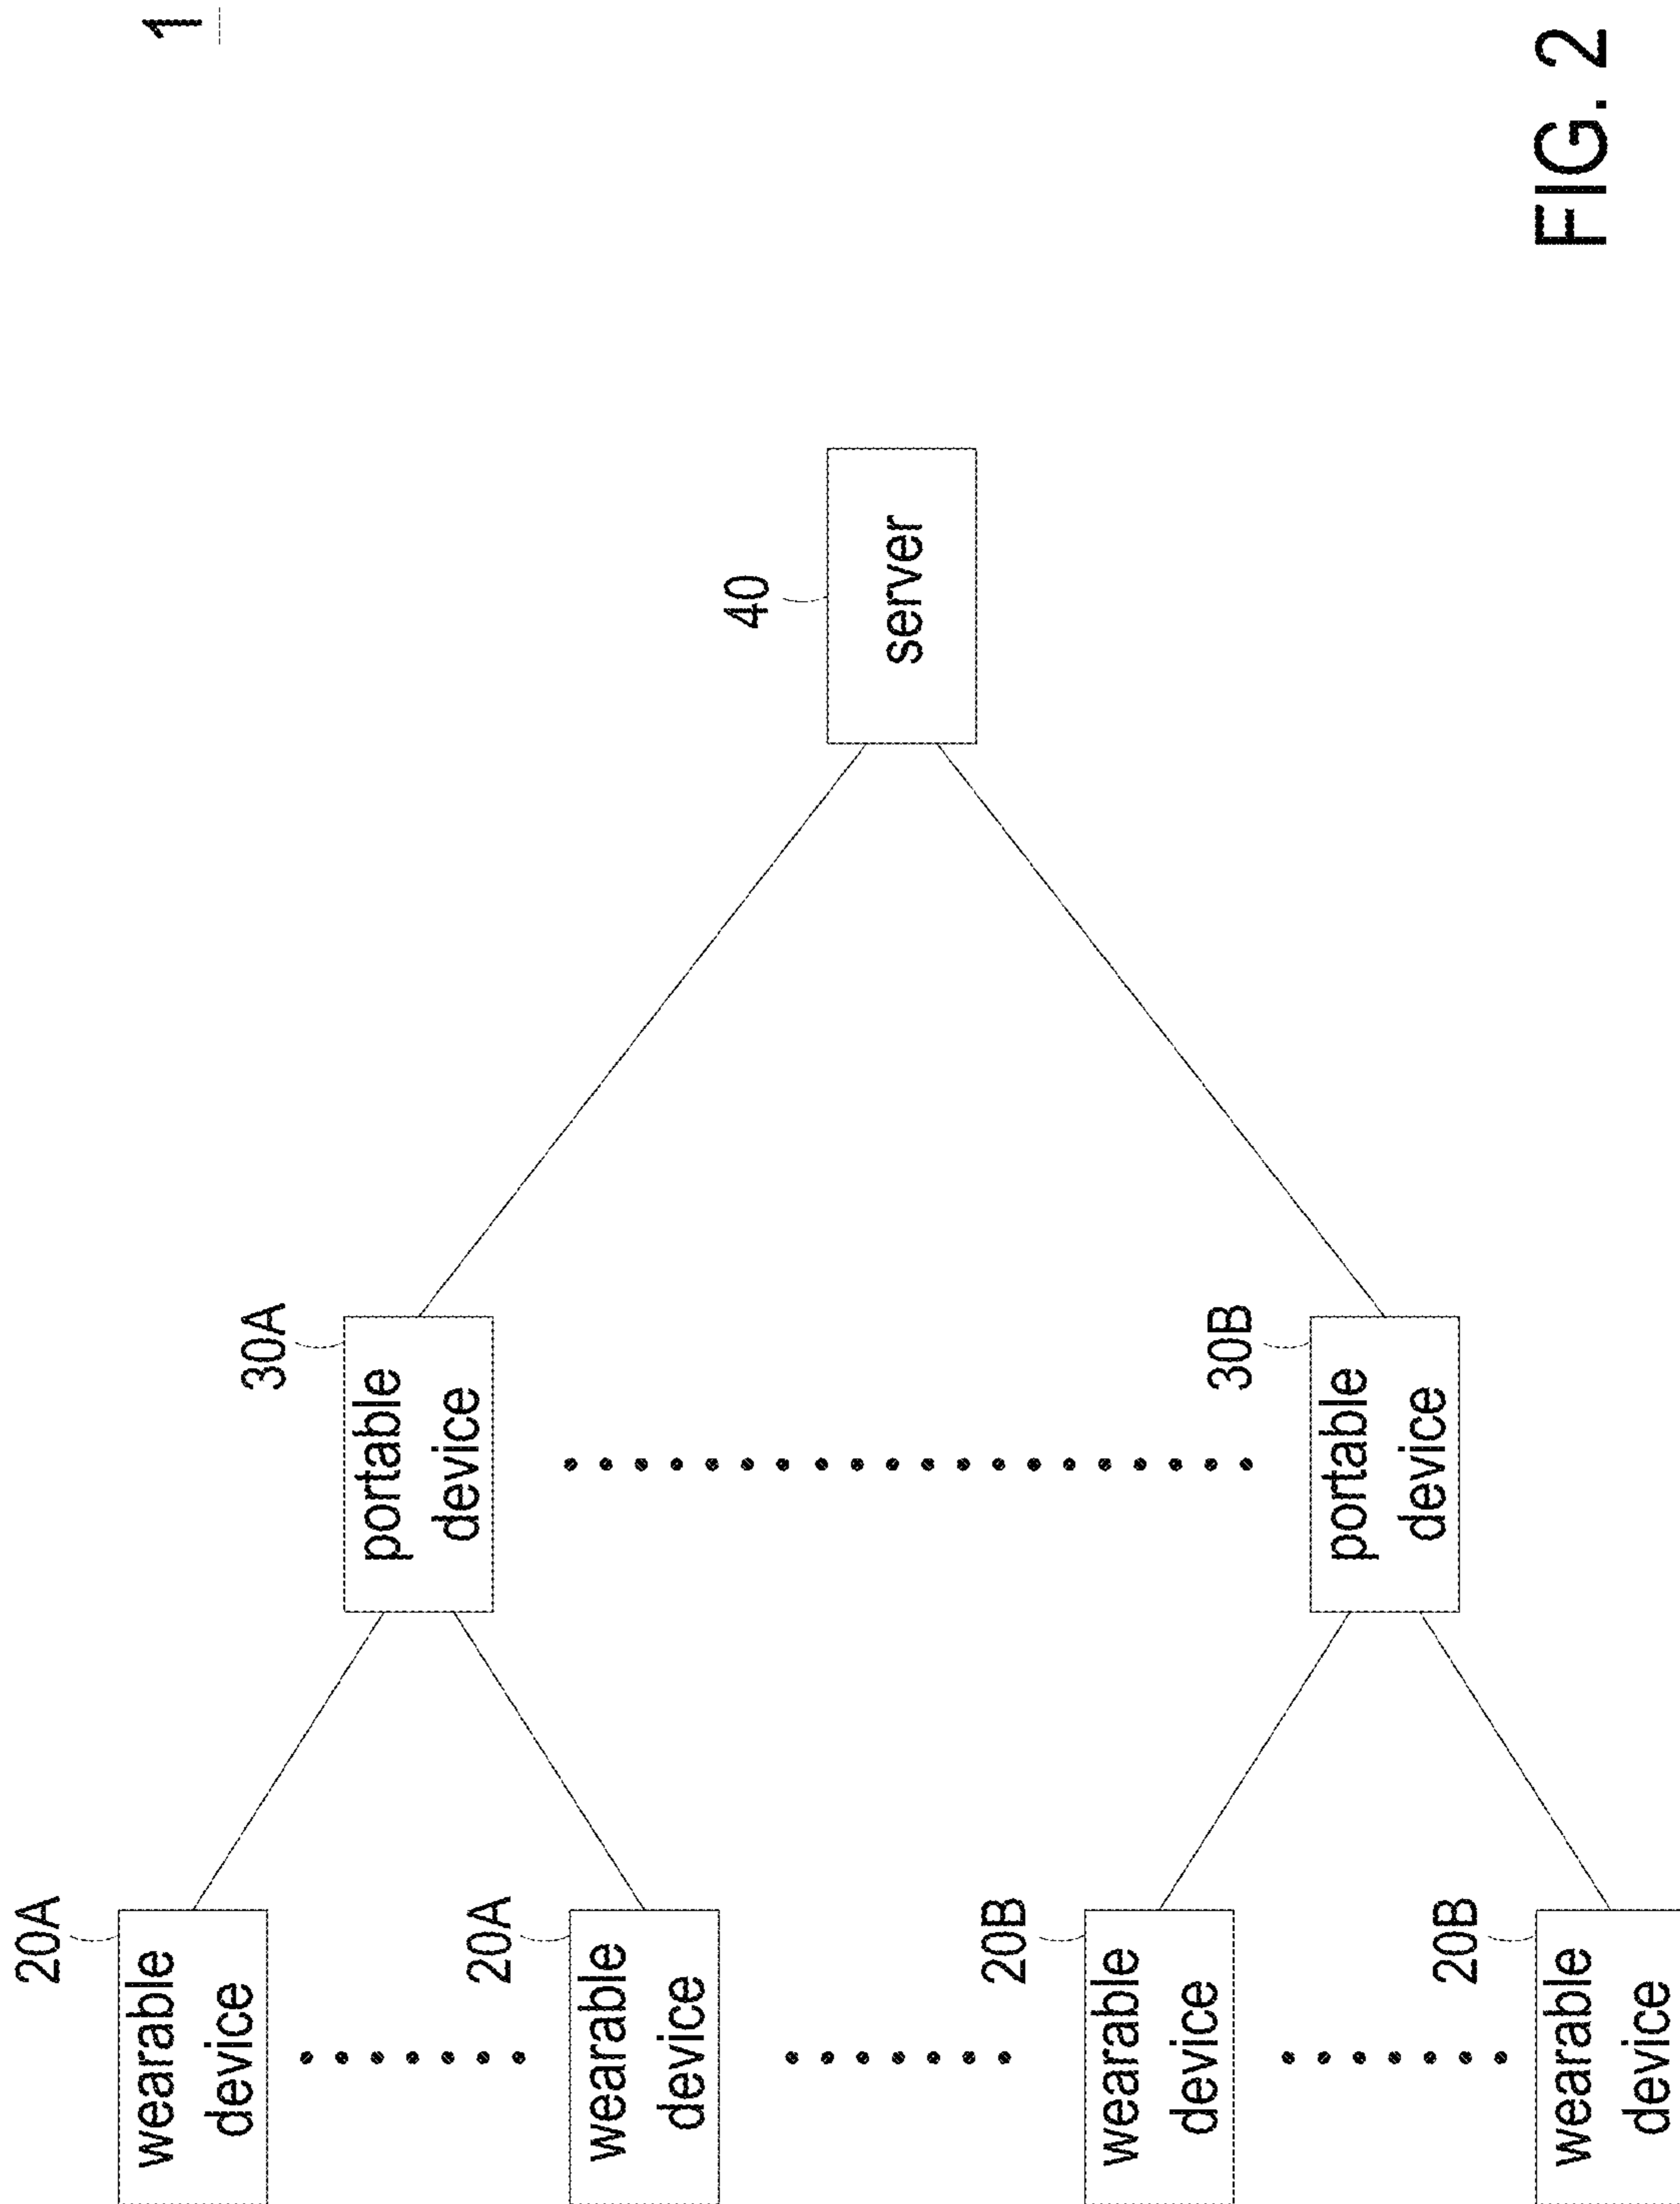 1
20A
wearable
device
20A
wearable
device
20B
wearable
device
20B
wearable
device
30A
portable
device
30B
portable
device
40
server
FIG. 2